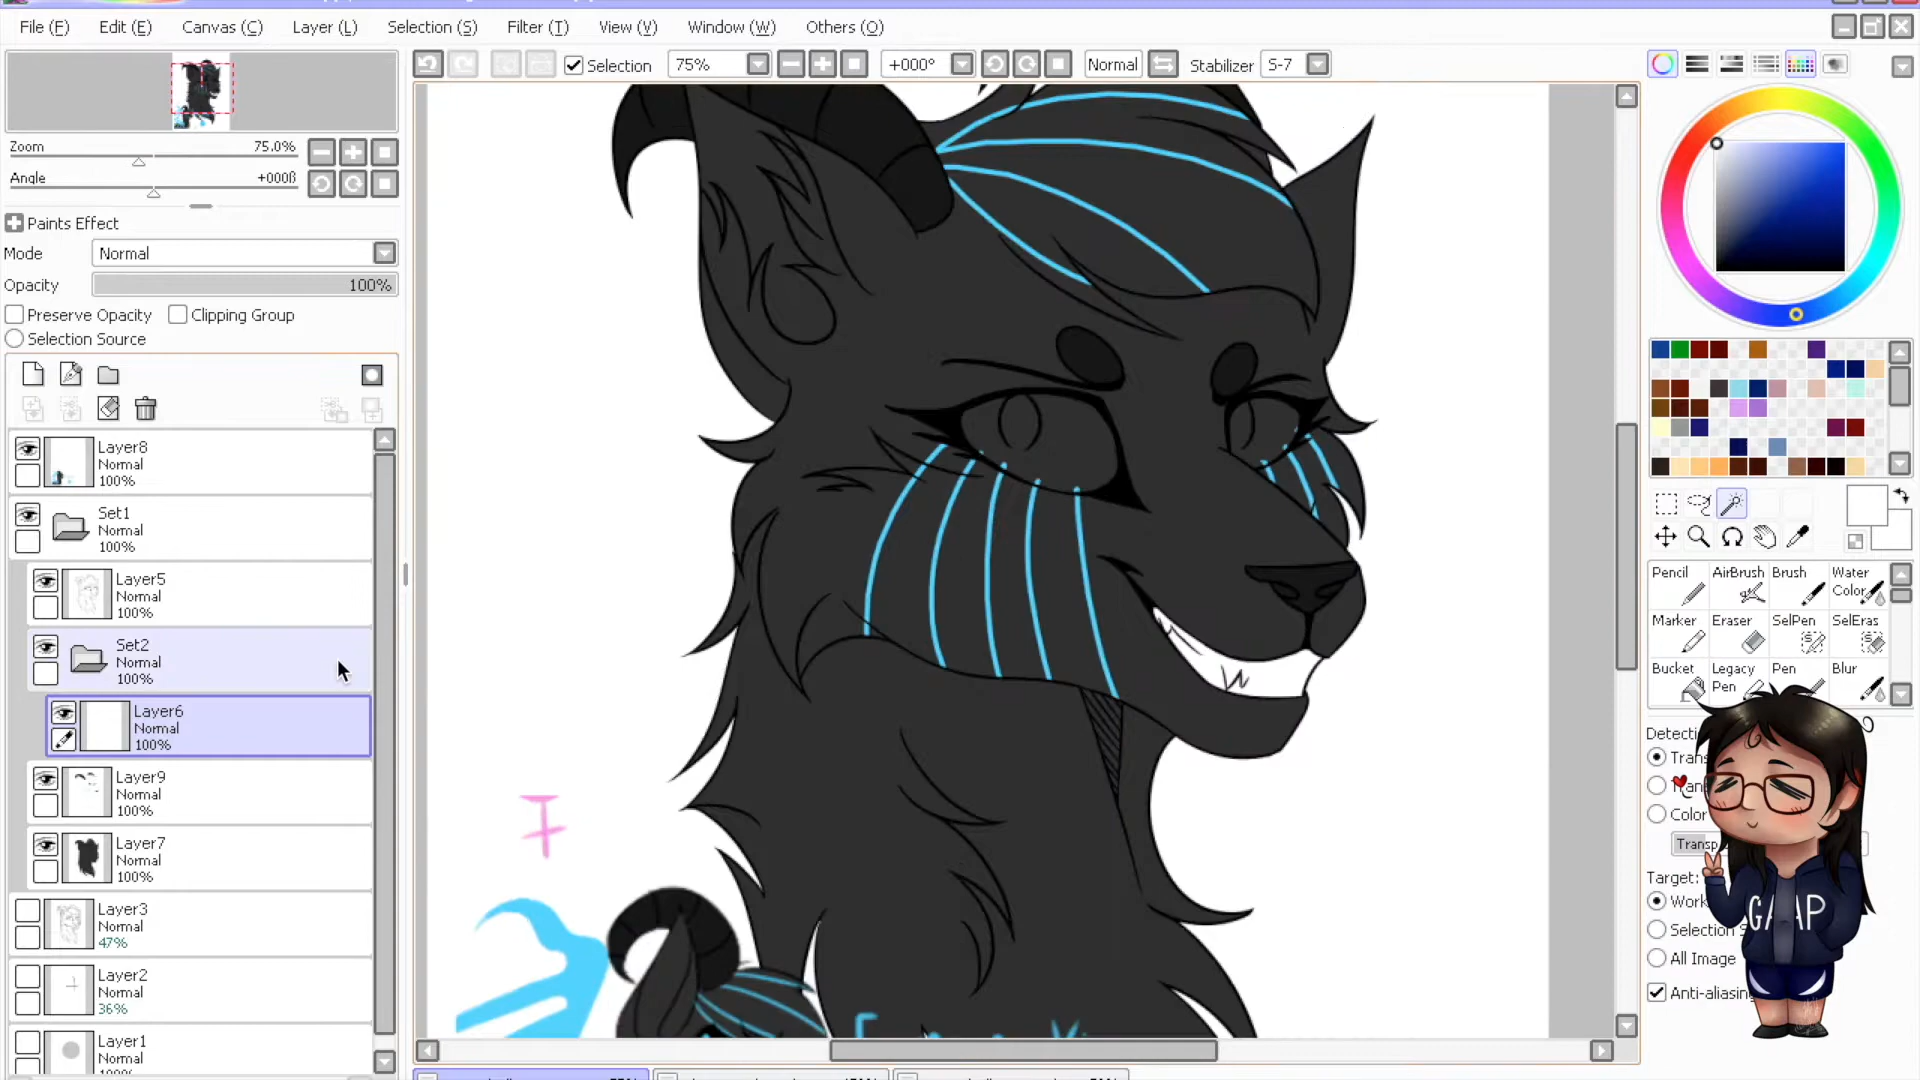 File (F) Edit (E) Canvas (C) Layer (L) Selection (S) Filter (T) View (V) Window (W) Others (O)
Selection 75% +000° Normal Stabilizer S-7
Zoom 75.0%
Angle +000ß
Paints Effect
Mode Normal
Opacity 100%
Preserve Opacity Clipping Group
Selection Source
Layer8
Normal
100%
Set1
Normal
100%
Layer5
Normal
100%
Set2
Normal
100%
Layer6
Normal
100%
Layer9
Normal
100%
Layer7
Normal
100%
Layer3
Normal
47%
Layer2
Normal
36%
Layer1
Normal
Pencil AirBrush Brush Water Color
Marker Eraser SelPen SelEras
Bucket Legacy Pen Pen Blur
Color
Target:
Selection
All Image
Anti-aliasing